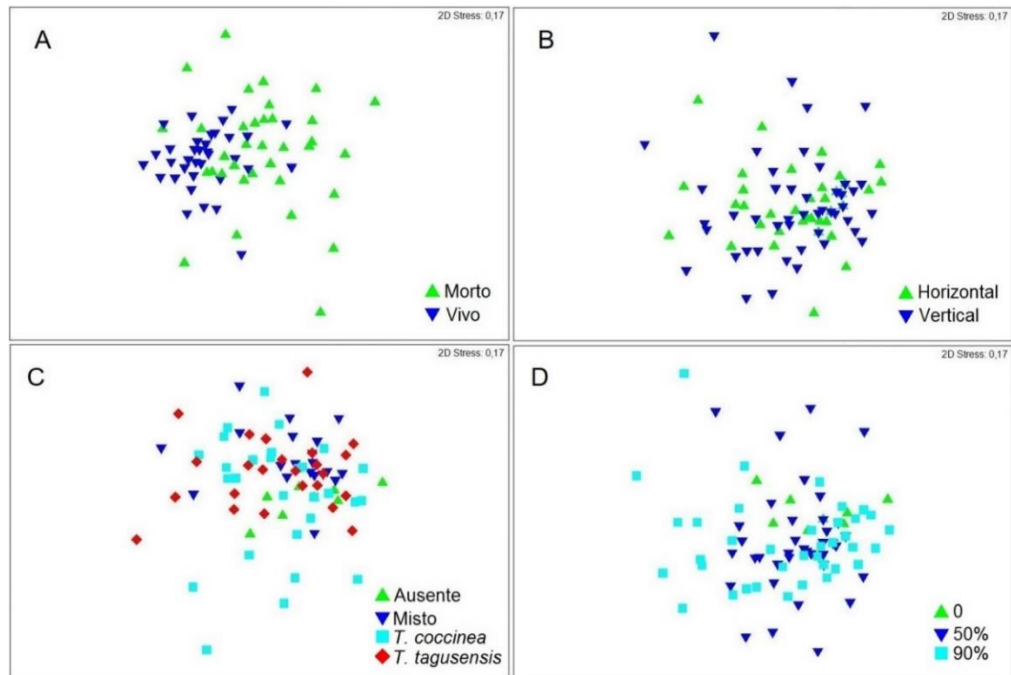 2D Stress: 0,17
A
Morto
Vivo
2D Stress: 0,17
B
Horizontal
Vertical
2D Stress: 0,17
C
Ausente
Misto
T. coccinea
T. tagusensis
2D Stress: 0,17
D
0
50%
90%